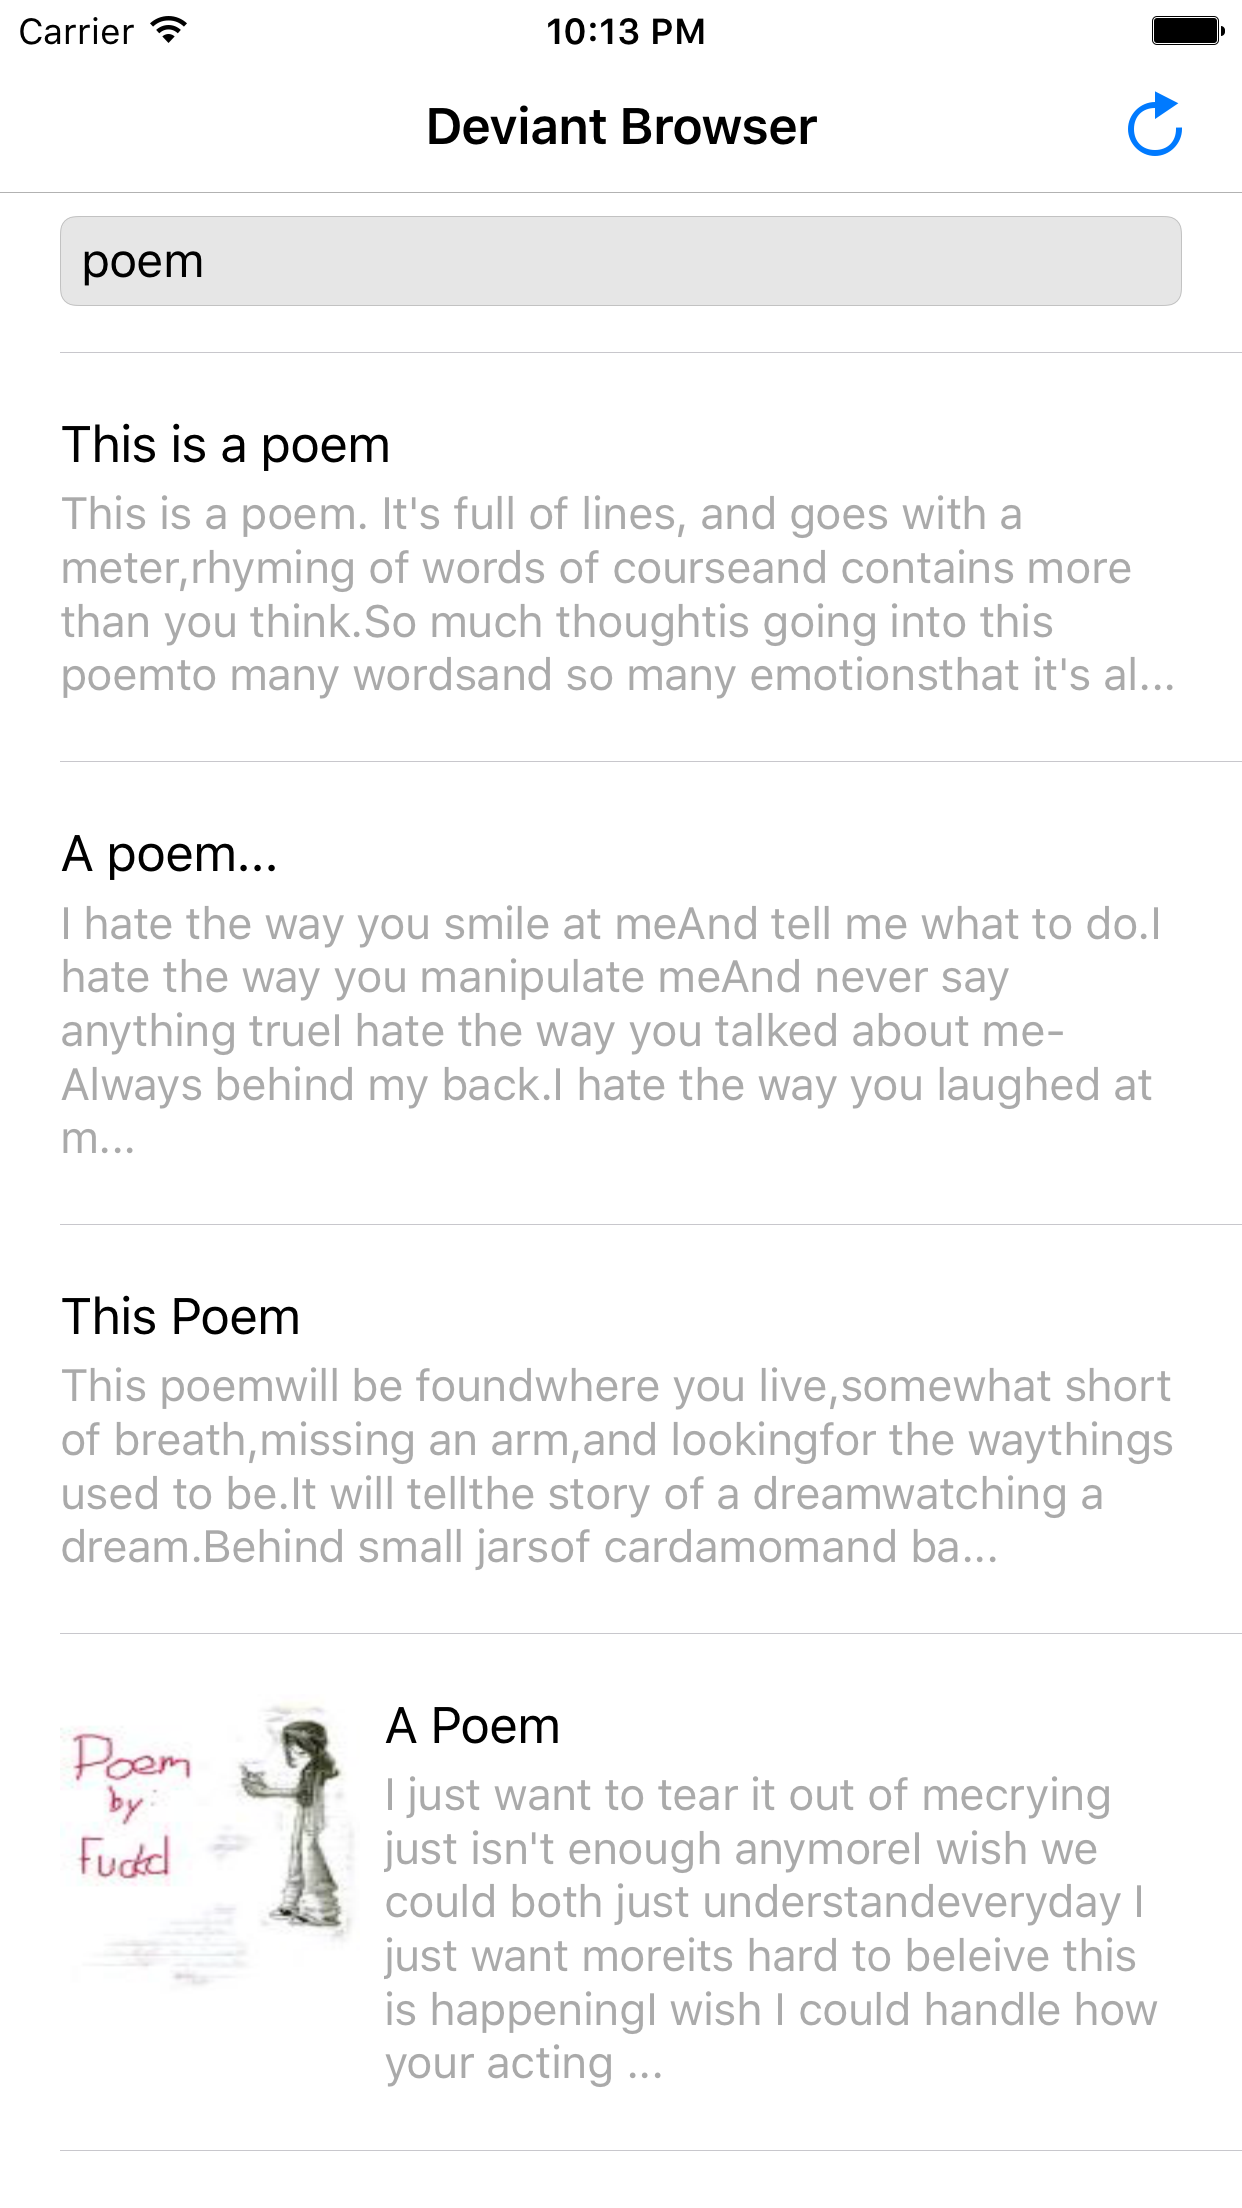 Carrier 10:13 PM
Deviant Browser
poem
This is a poem
This is a poem. It's full of lines, and goes with a
meter,rhyming of words of courseand contains more
than you think.So much thoughtis going into this
poemto many wordsand so many emotionsthat it's al...
A poem...
I hate the way you smile at meAnd tell me what to do.I
hate the way you manipulate meAnd never say
anything trueI hate the way you talked about me-
Always behind my back.I hate the way you laughed at
m...
This Poem
This poemwill be foundwhere you live,somewhat short
of breath,missing an arm,and lookingfor the waythings
used to be.It will tellthe story of a dreamwatching a
dream.Behind small jarsof cardamomand ba...
Poem
by:
A Poem
I just want to tear it out of mecrying
just isn't enough anymoreI wish we
could both just understandeveryday I
just want moreits hard to beleive this
is happeningI wish I could handle how
your acting ...